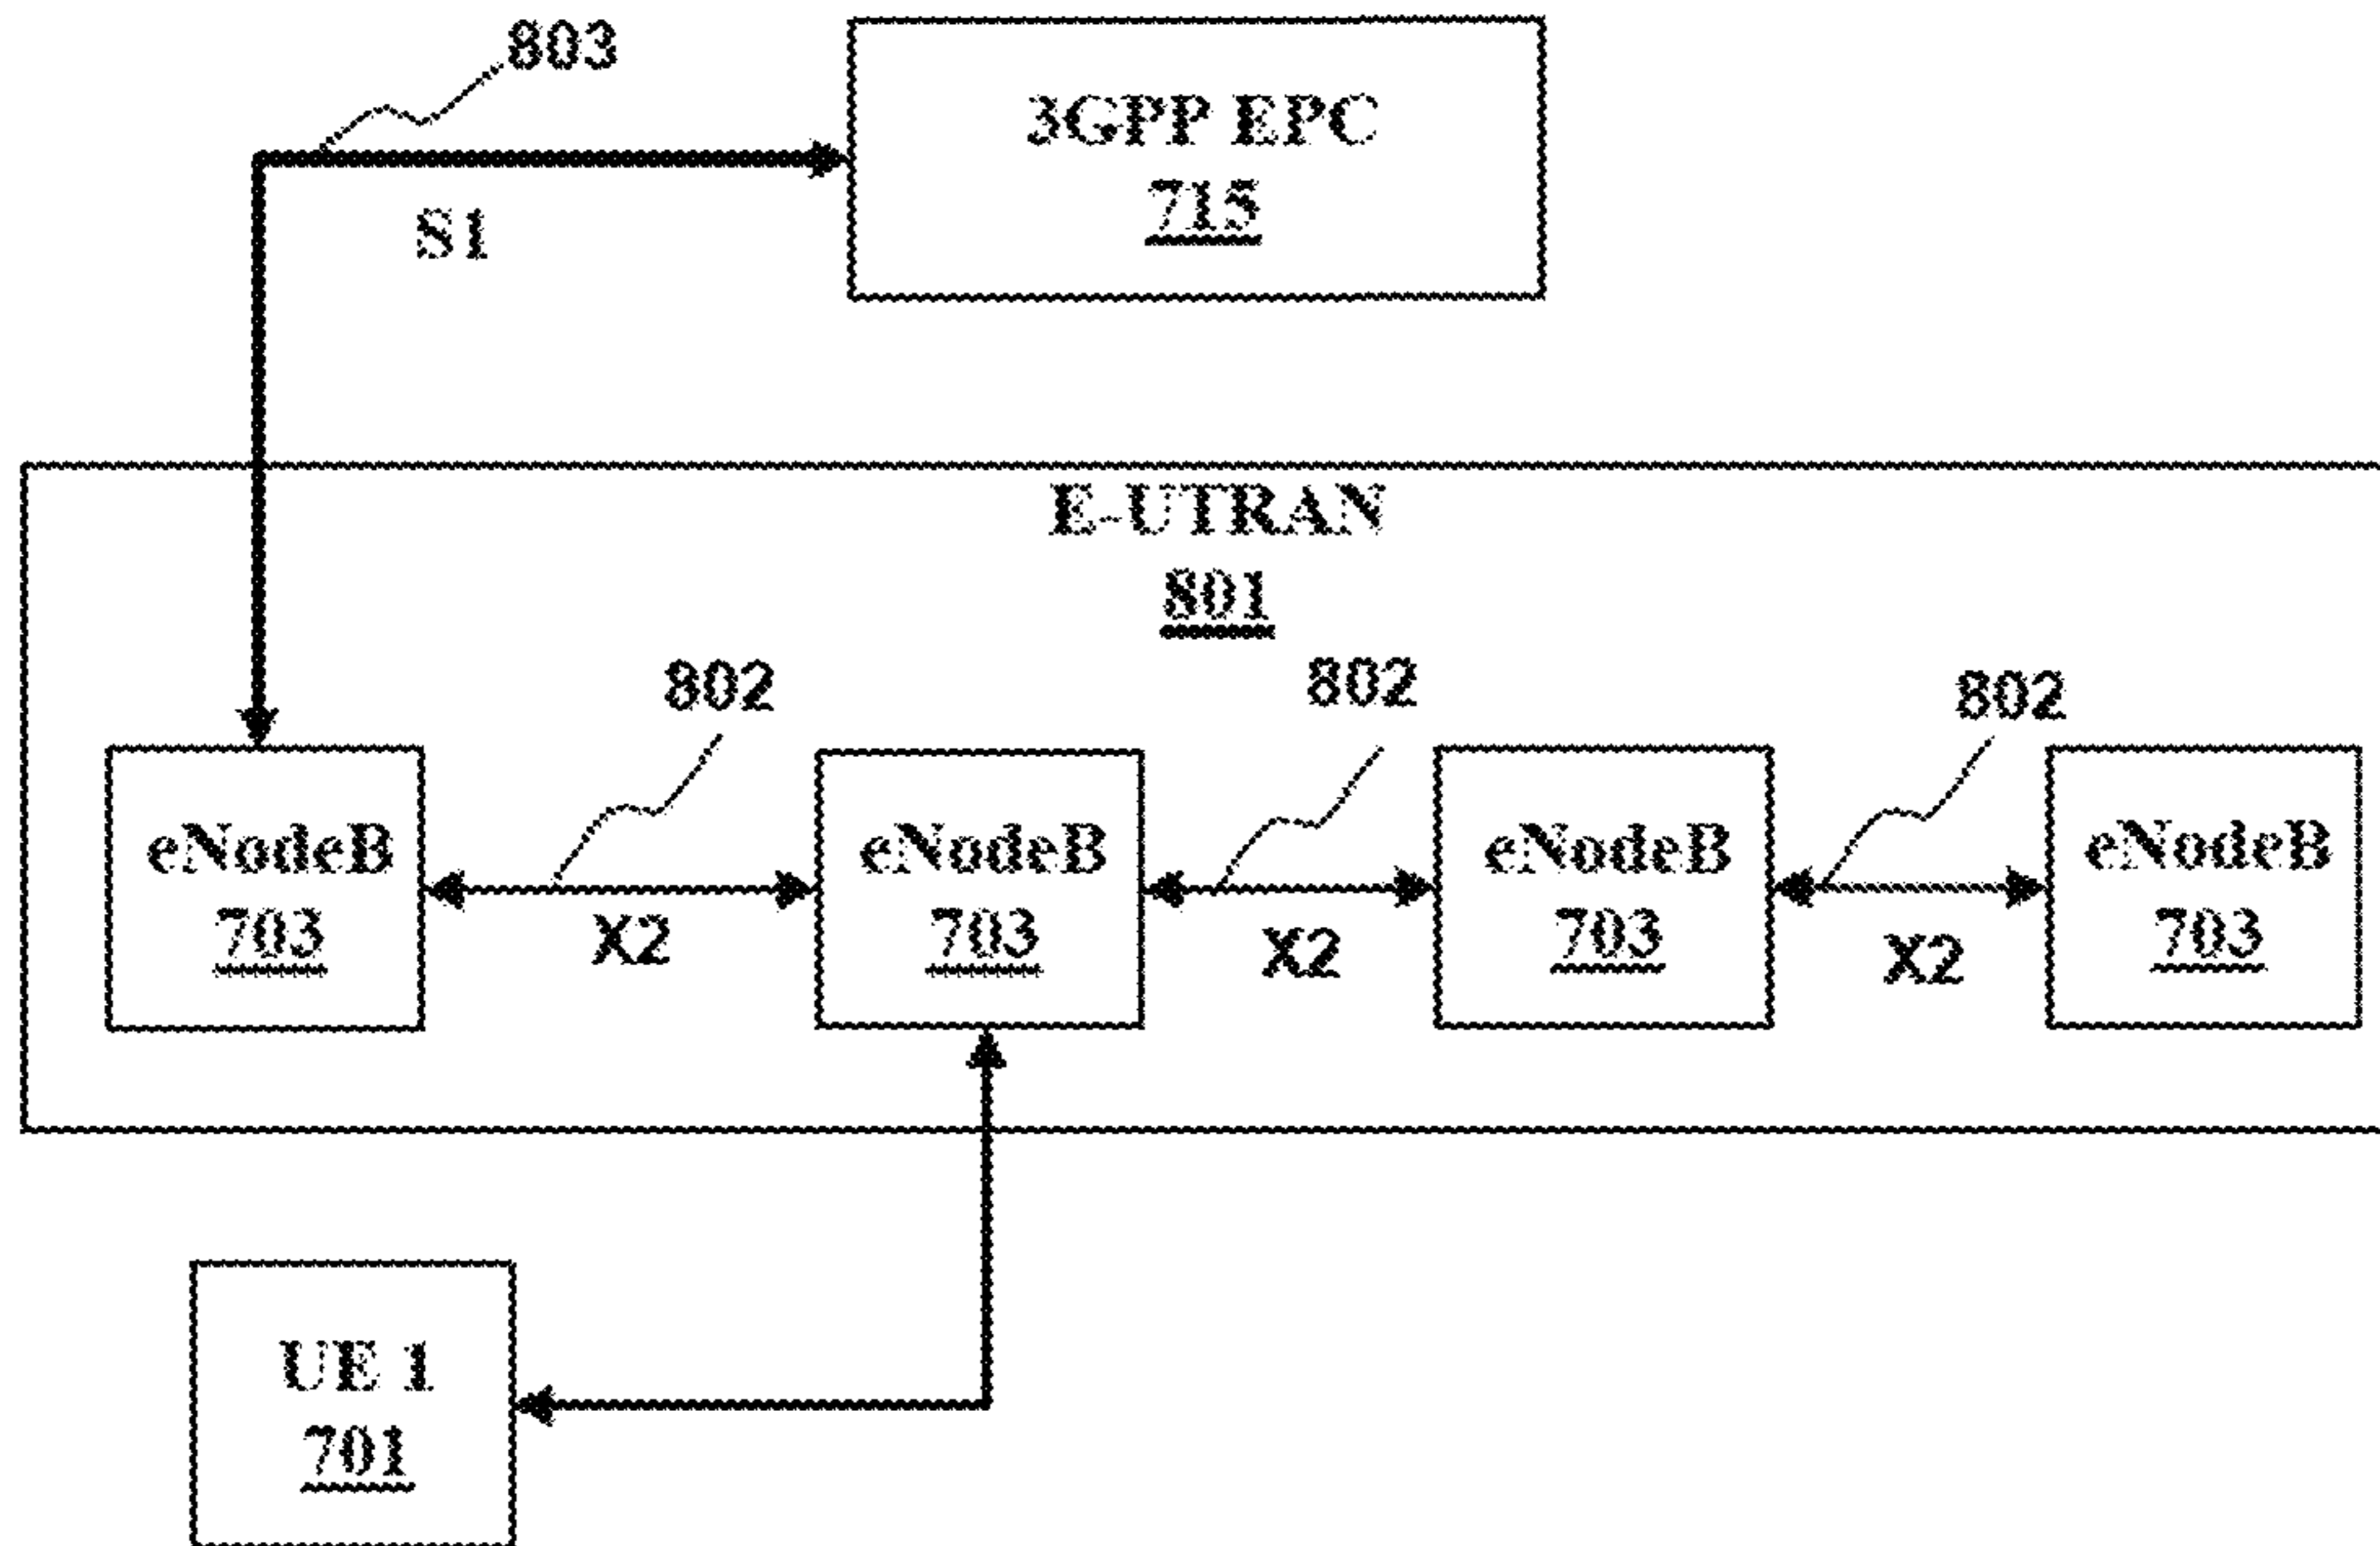 803
3GPP EPC
715
S1
E-UTRAN
801
802
802
802
eNodeB
703
eNodeB
703
eNodeB
703
eNodeB
703
X2
X2
X2
UE 1
701